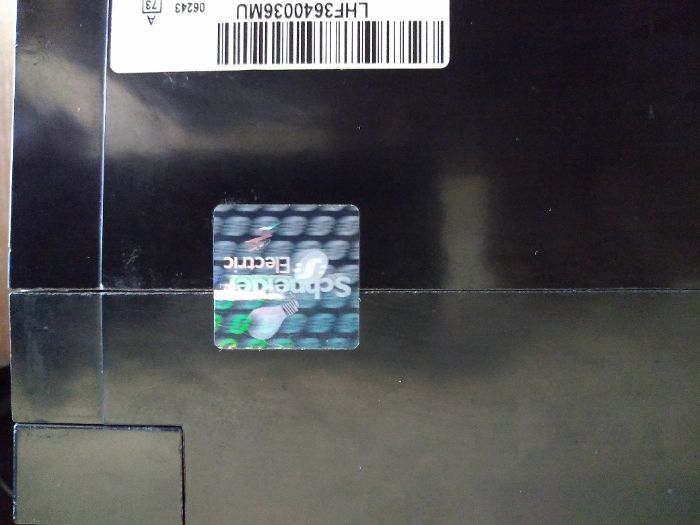 Schneider
Electric
LHF3640036MU 06243
A
73